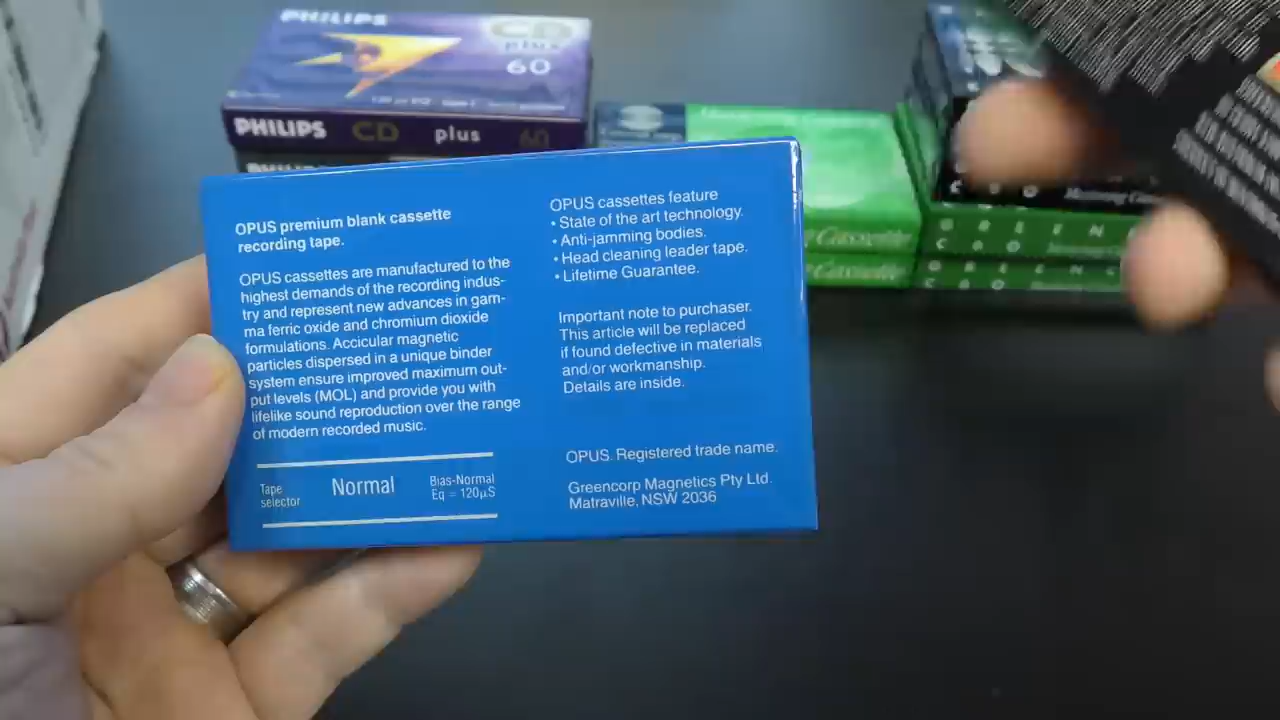 PHILIPS
CD
plus
60
PHILIPS CD plus 60
OPUS premium blank cassette
recording tape.
OPUS cassettes are manufactured to the
highest demands of the recording indus-
try and represent new advances in gam-
ma ferric oxide and chromium dioxide
formulations. Accicular magnetic
particles dispersed in a unique binder
system ensure improved maximum out-
put levels (MOL) and provide you with
lifelike sound reproduction over the range
of modern recorded music.
Tape
selector
Normal
Bias-Normal
Eq = 120µS
OPUS cassettes feature
• State of the art technology.
• Anti-jamming bodies.
• Head cleaning leader tape.
• Lifetime Guarantee.
Important note to purchaser.
This article will be replaced
if found defective in materials
and/or workmanship.
Details are inside.
OPUS. Registered trade name.
Greencorp Magnetics Pty Ltd.
Matraville, NSW 2036
Cassette
Cassette
G R E E N C
C 6 0
G R E E N C
C 6 0